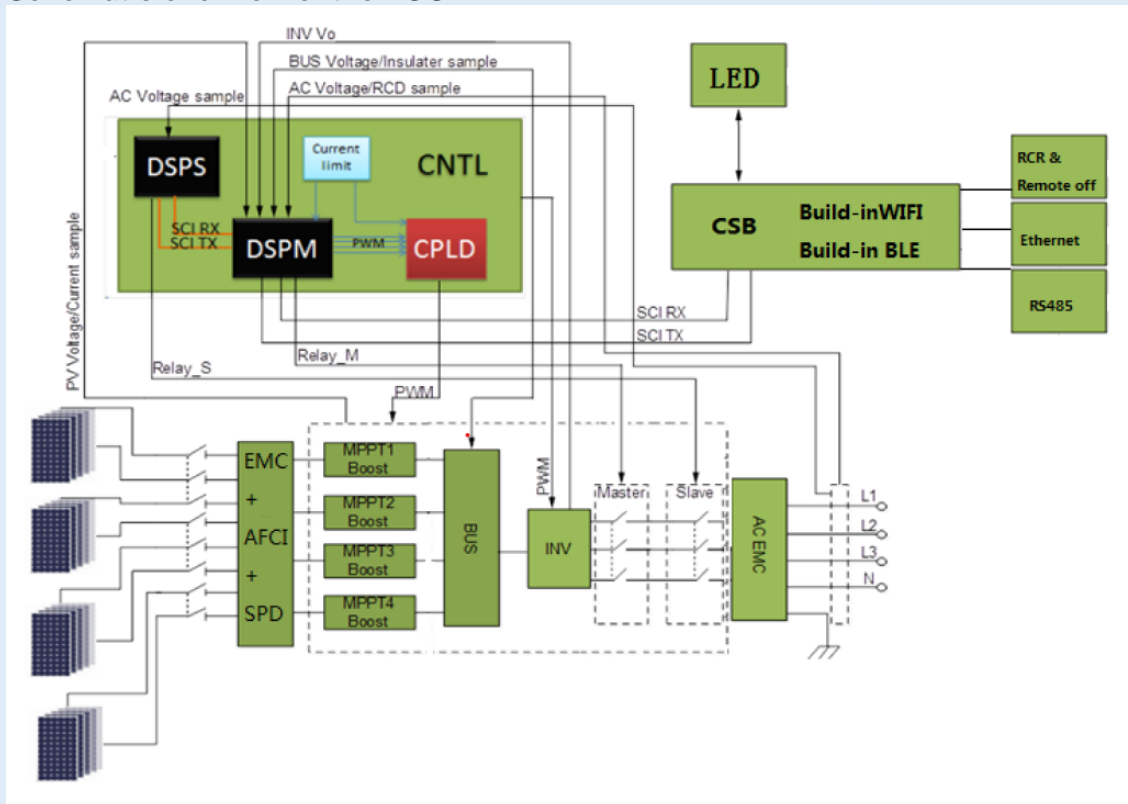 INV Vo
BUS Voltage/Insulater sample
AC Voltage/RCD sample
AC Voltage sample
PV Voltage/Current sample
DSPS
Current
limit
CNTL
SCI RX
SCI TX
DSPM
PWM
CPLD
LED
CSB
Build-inWIFI
Build-in BLE
RCR &
Remote off
Ethernet
RS485
SCI RX
SCI TX
Relay_M
Relay_S
PWM
PWM
EMC
+
AFCI
+
SPD
MPPT1
Boost
MPPT2
Boost
MPPT3
Boost
MPPT4
Boost
BUS
INV
Master
Slave
AC EMC
L1
L2
L3
N